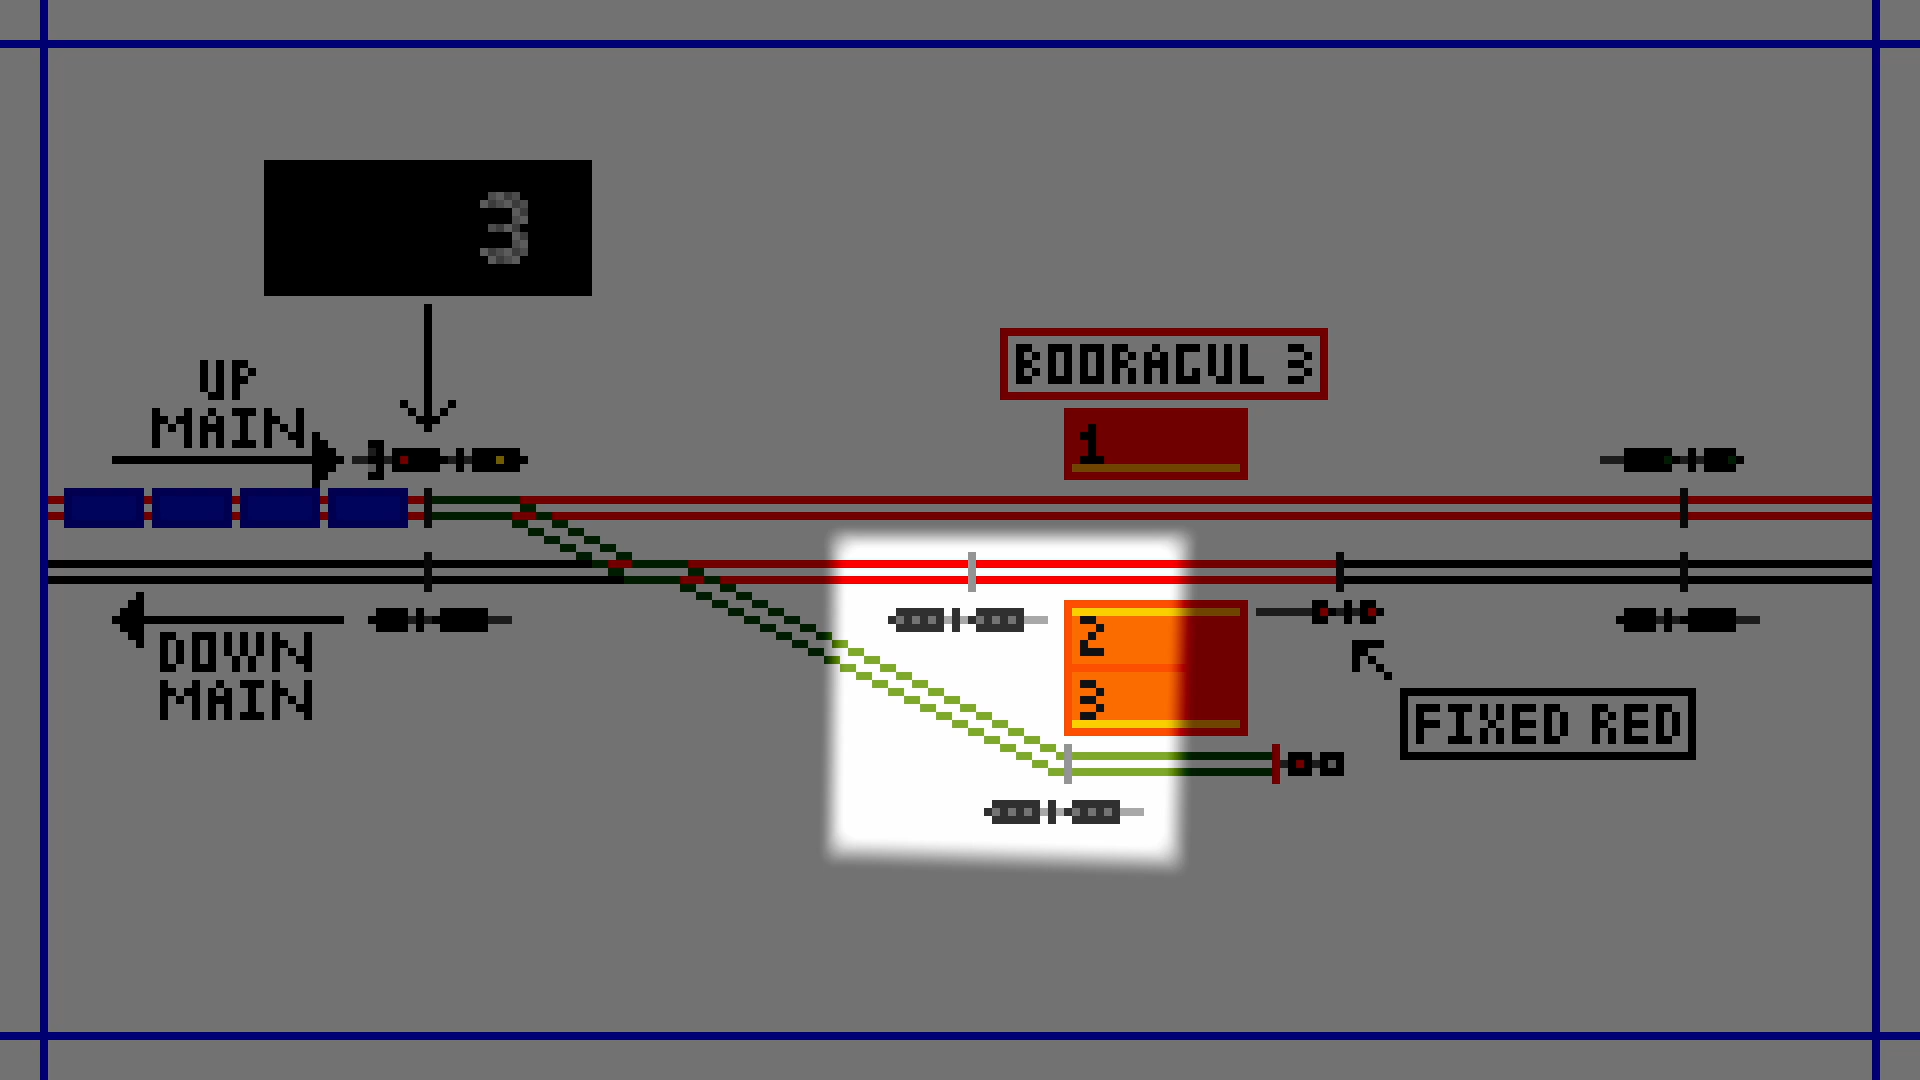 3
UP
MAIN
BOORAGUL 3
1
2
3
DOWN
MAIN
FIXED RED